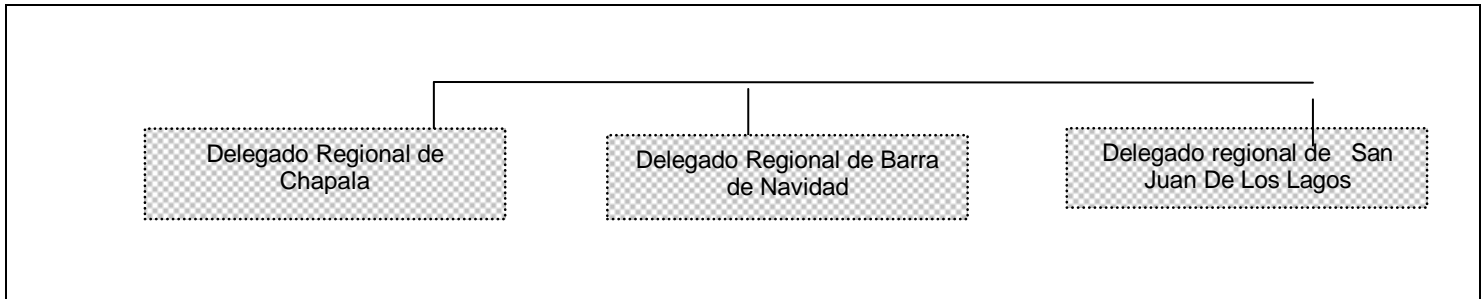 Delegado Regional de
Chapala
Delegado Regional de Barra
de Navidad
Delegado regional de San
Juan De Los Lagos